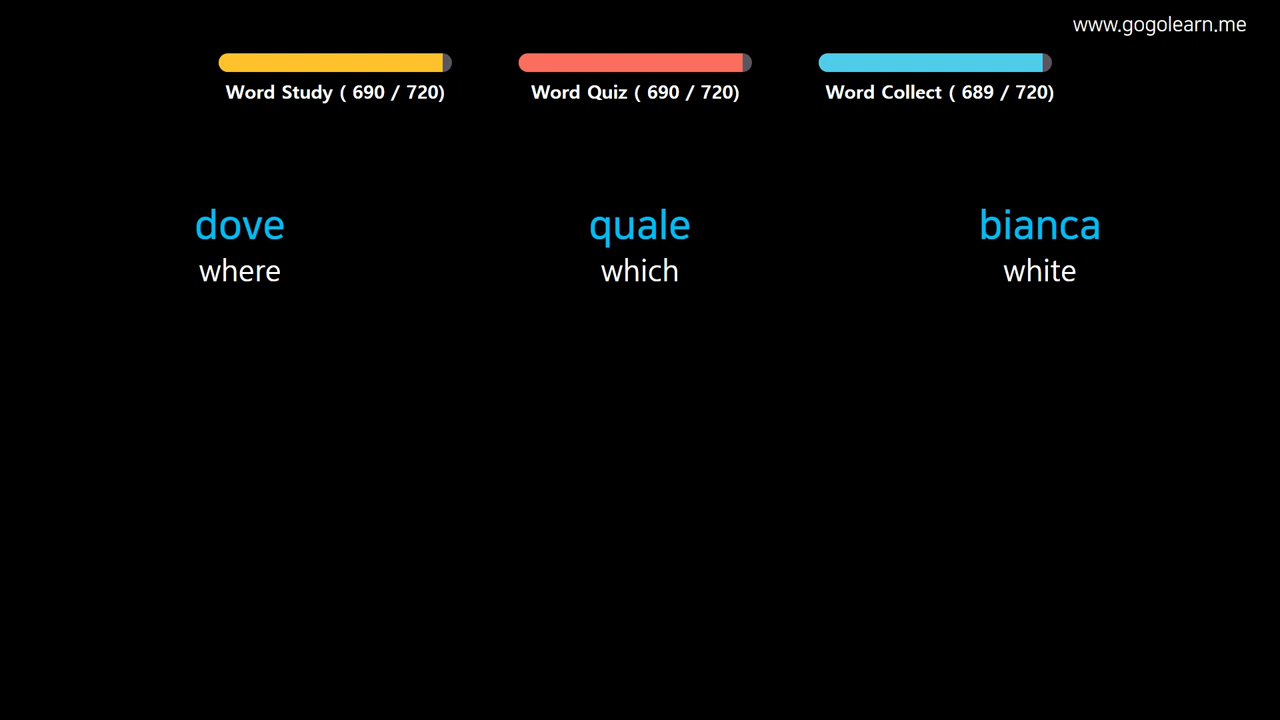 www.gogolearn.me
Word Study ( 690 / 720)
Word Quiz ( 690 / 720)
Word Collect ( 689 / 720)
dove
where
quale
which
bianca
white